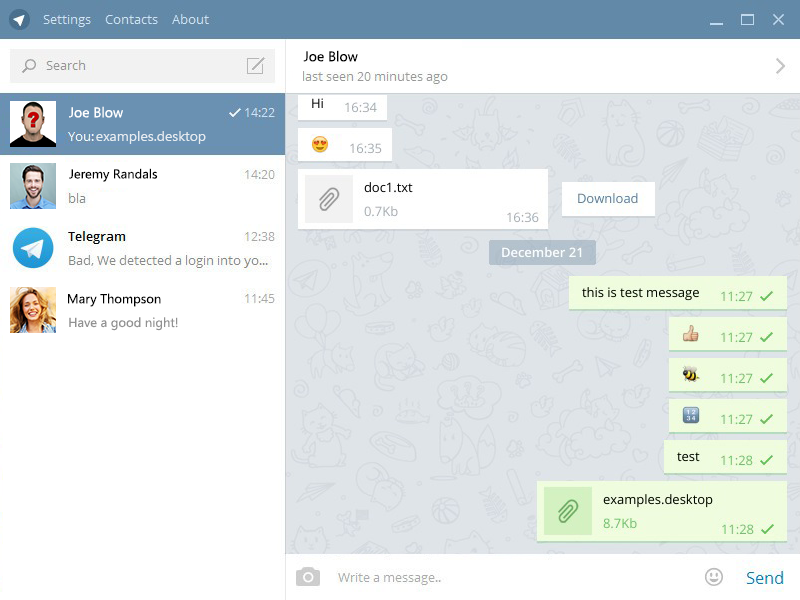 Settings Contacts About
Search
Joe Blow 14:22
You:examples.desktop
Jeremy Randals 14:20
bla
Telegram 12:38
Bad, We detected a login into yo...
Mary Thompson 11:45
Have a good night!
Joe Blow
last seen 20 minutes ago
Hi 16:34
16:35
doc1.txt
0.7Kb
16:36
Download
December 21
this is test message 11:27
11:27
11:27
11:27
test 11:28
examples.desktop
8.7Kb
11:28
Write a message..
Send